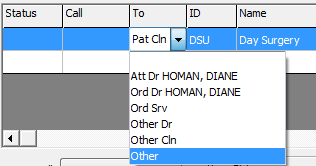 Status Call To ID Name
Pat Cln DSU Day Surgery
Att Dr HOMAN, DIANE
Ord Dr HOMAN, DIANE
Ord Srv
Other Dr
Other Cln
Other